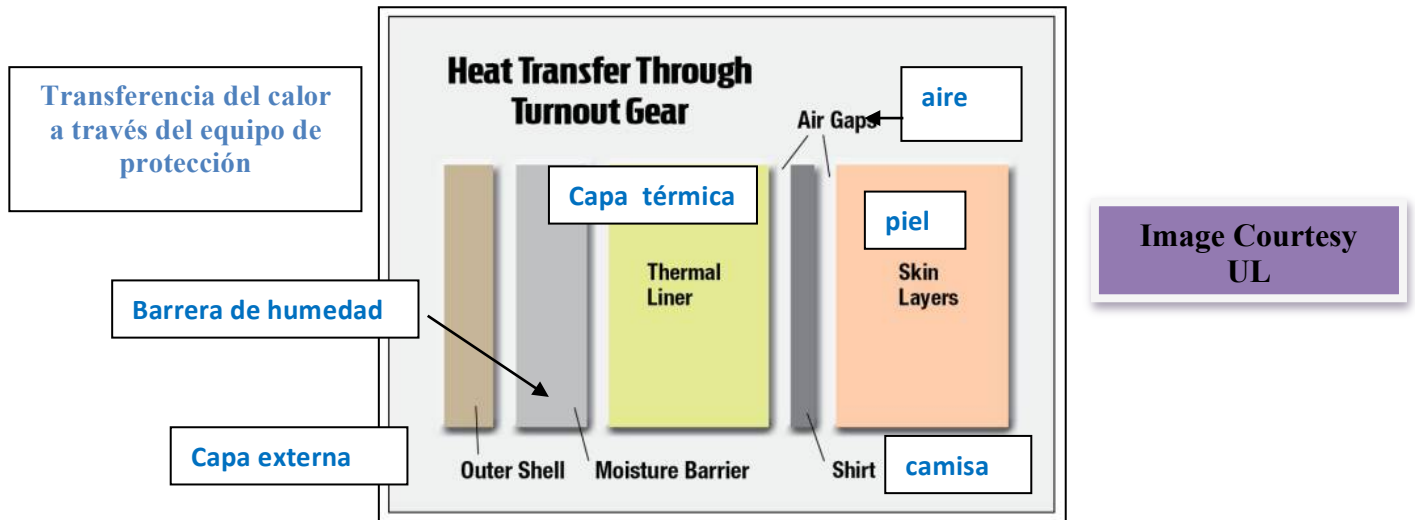 Transferencia del calor
a través del equipo de
protección
Heat Transfer Through
Turnout Gear
aire
Air Gaps
Capa térmica
piel
Image Courtesy
UL
Thermal
Liner
Skin
Layers
Barrera de humedad
Capa externa
Outer Shell
Moisture Barrier
Shirt
camisa